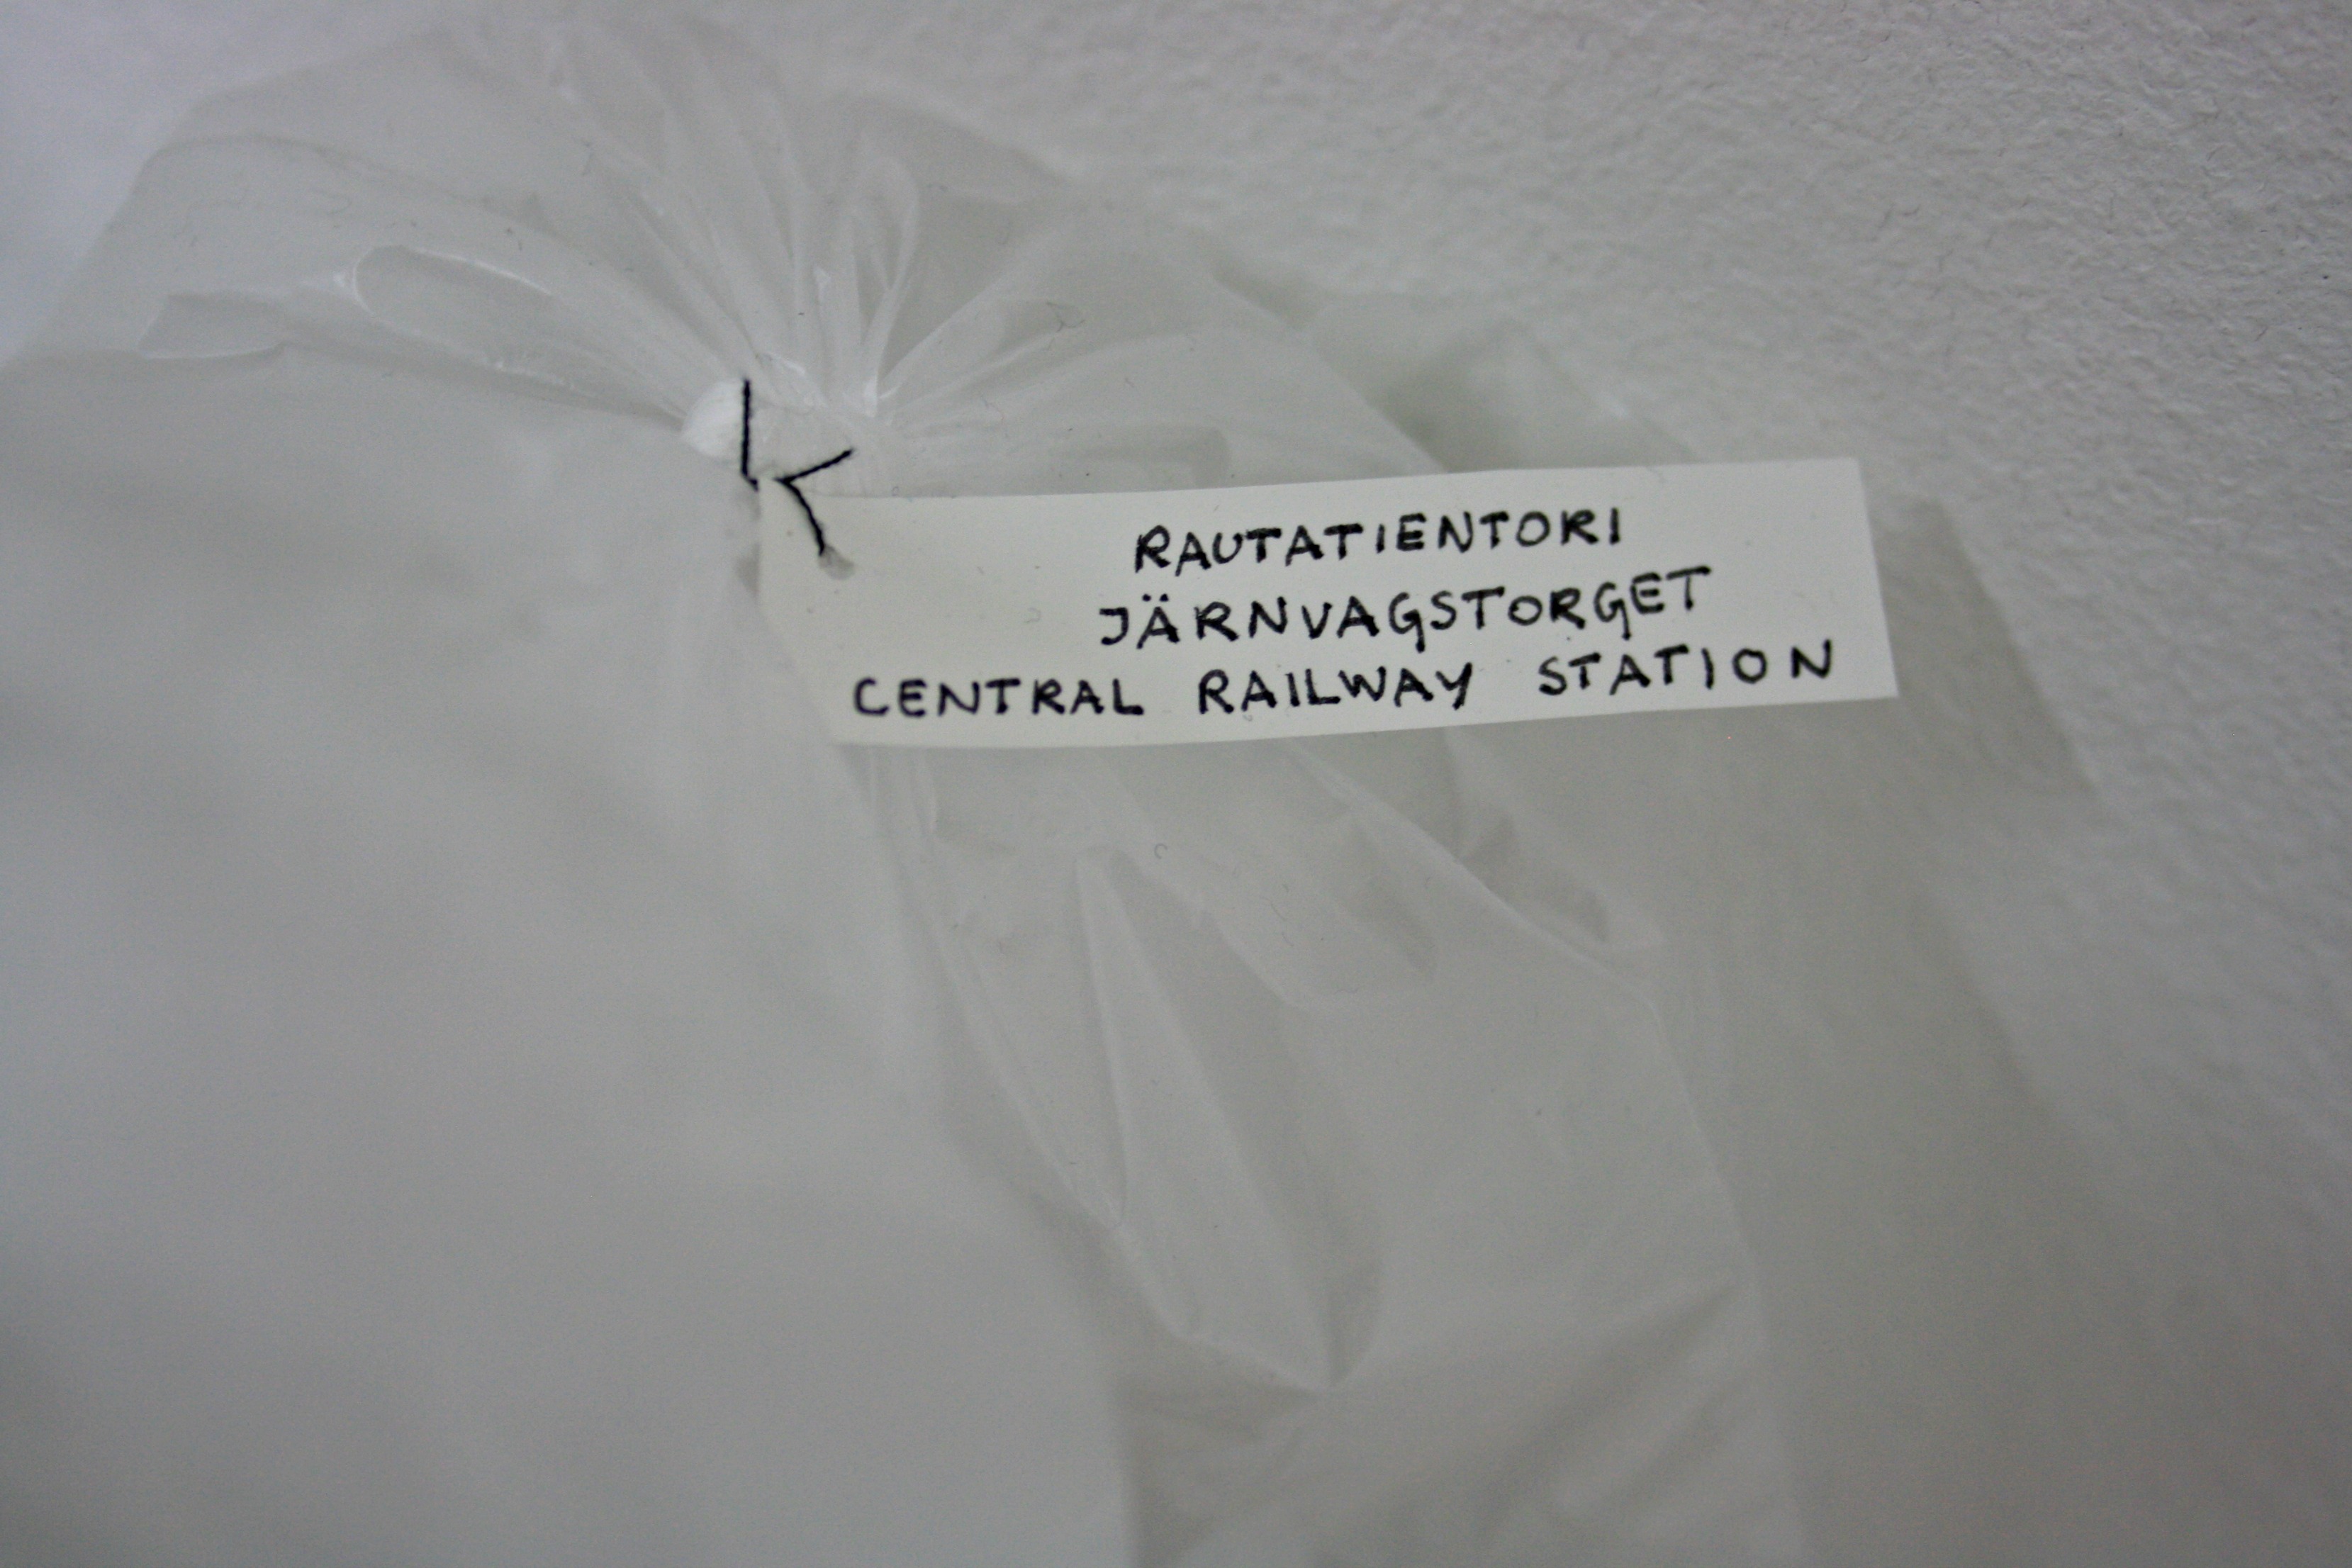 RAUTATIENTORI
JÄRNVAGSTORGET
CENTRAL RAILWAY STATION